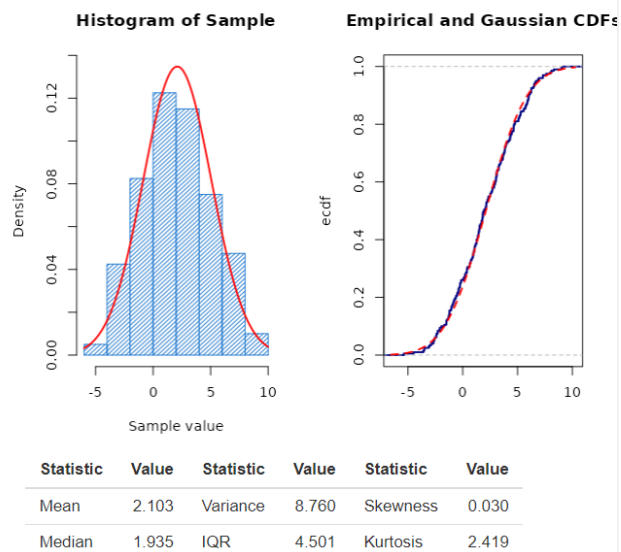 Histogram of Sample
Density
0.00 0.04 0.08 0.12
-5 0 5 10
Sample value
Empirical and Gaussian CDFs
ecdf
0.0 0.2 0.4 0.6 0.8 1.0
-5 0 5 10
Statistic Value Statistic Value Statistic Value
Mean 2.103 Variance 8.760 Skewness 0.030
Median 1.935 IQR 4.501 Kurtosis 2.419